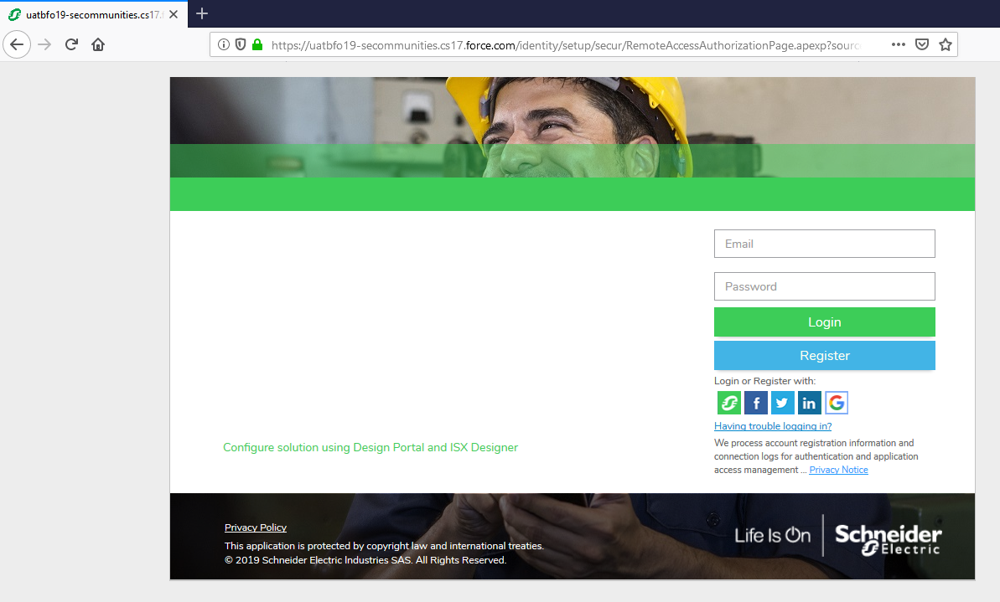 uatbfo19-secommunities.cs17.f
https://uatbfo19-secommunities.cs17.force.com/identity/setup/secur/RemoteAccessAuthorizationPage.apexp?sourc
Email
Password
Login
Register
Login or Register with:
Having trouble logging in?
We process account registration information and
connection logs for authentication and application
access management ... Privacy Notice
Configure solution using Design Portal and ISX Designer
Privacy Policy
This application is protected by copyright law and international treaties.
© 2019 Schneider Electric Industries SAS. All Rights Reserved.
Life Is On
Schneider
Electric